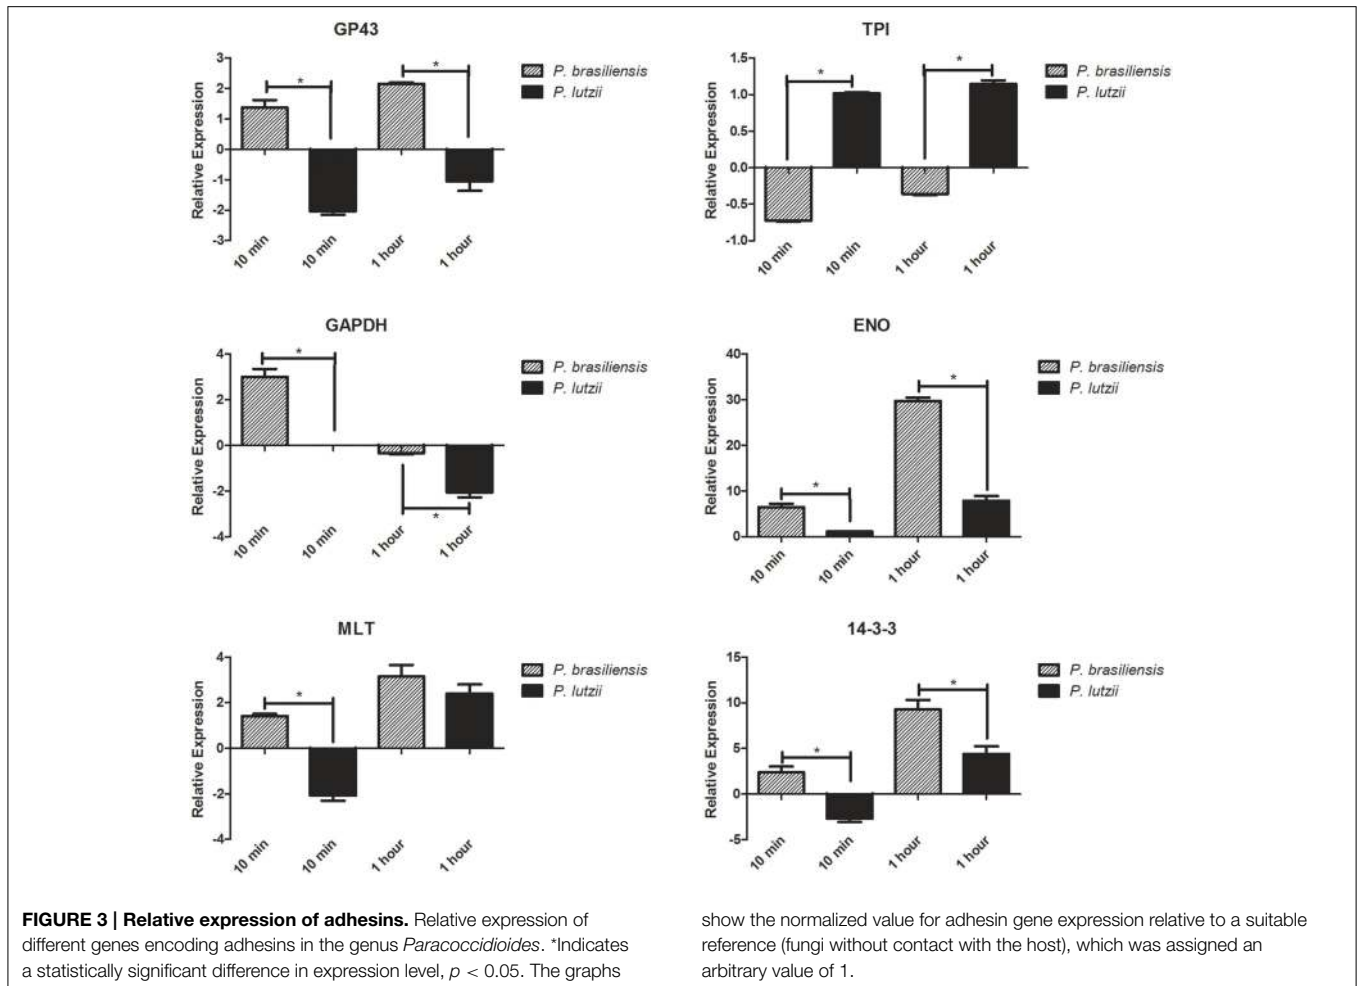 GP43
Relative Expression
3
2
1
0
-1
-2
-3
*
*
10 min
10 min
1 hour
1 hour
P. brasiliensis
P. lutzii
TPI
Relative Expression
1.5
1.0
0.5
0.0
-0.5
-1.0
*
*
10 min
10 min
1 hour
1 hour
P. brasiliensis
P. lutzii
GAPDH
Relative Expression
4
2
0
-2
-4
*
*
10 min
10 min
1 hour
1 hour
P. brasiliensis
P. lutzii
ENO
Relative Expression
40
30
20
10
0
*
*
10 min
10 min
1 hour
1 hour
P. brasiliensis
P. lutzii
MLT
Relative Expression
4
2
0
-2
-4
*
10 min
10 min
1 hour
1 hour
P. brasiliensis
P. lutzii
14-3-3
Relative Expression
15
10
5
0
-5
*
*
10 min
10 min
1 hour
1 hour
P. brasiliensis
P. lutzii
FIGURE 3 | Relative expression of adhesins. Relative expression of
different genes encoding adhesins in the genus Paracoccidioides. *Indicates
a statistically significant difference in expression level, p < 0.05. The graphs
show the normalized value for adhesin gene expression relative to a suitable
reference (fungi without contact with the host), which was assigned an
arbitrary value of 1.